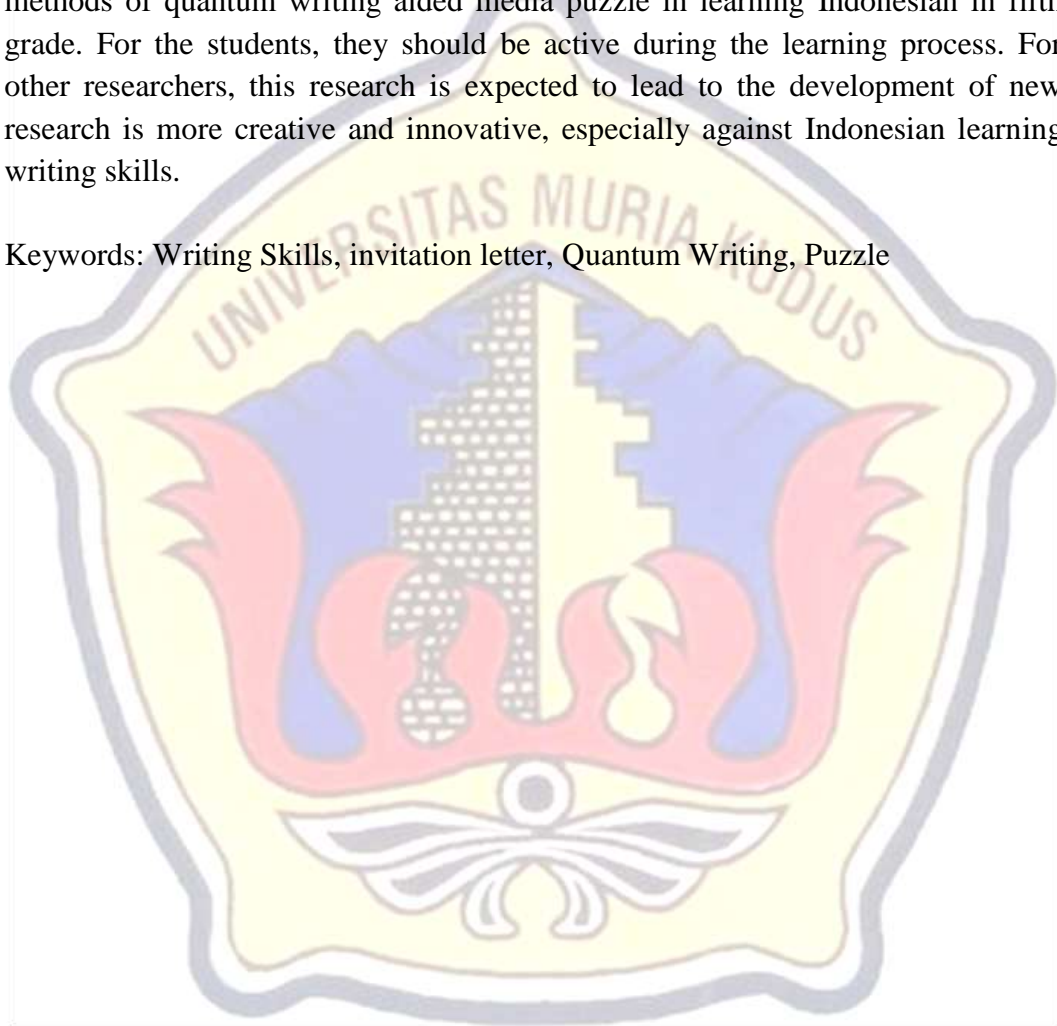 methods of quantum writing aided media puzzle in learning Indonesian in fifth
grade. For the students, they should be active during the learning process. For
other researchers, this research is expected to lead to the development of new
research is more creative and innovative, especially against Indonesian learning
writing skills.
UNIVERSITAS MURIA KUDUS
Keywords: Writing Skills, invitation letter, Quantum Writing, Puzzle